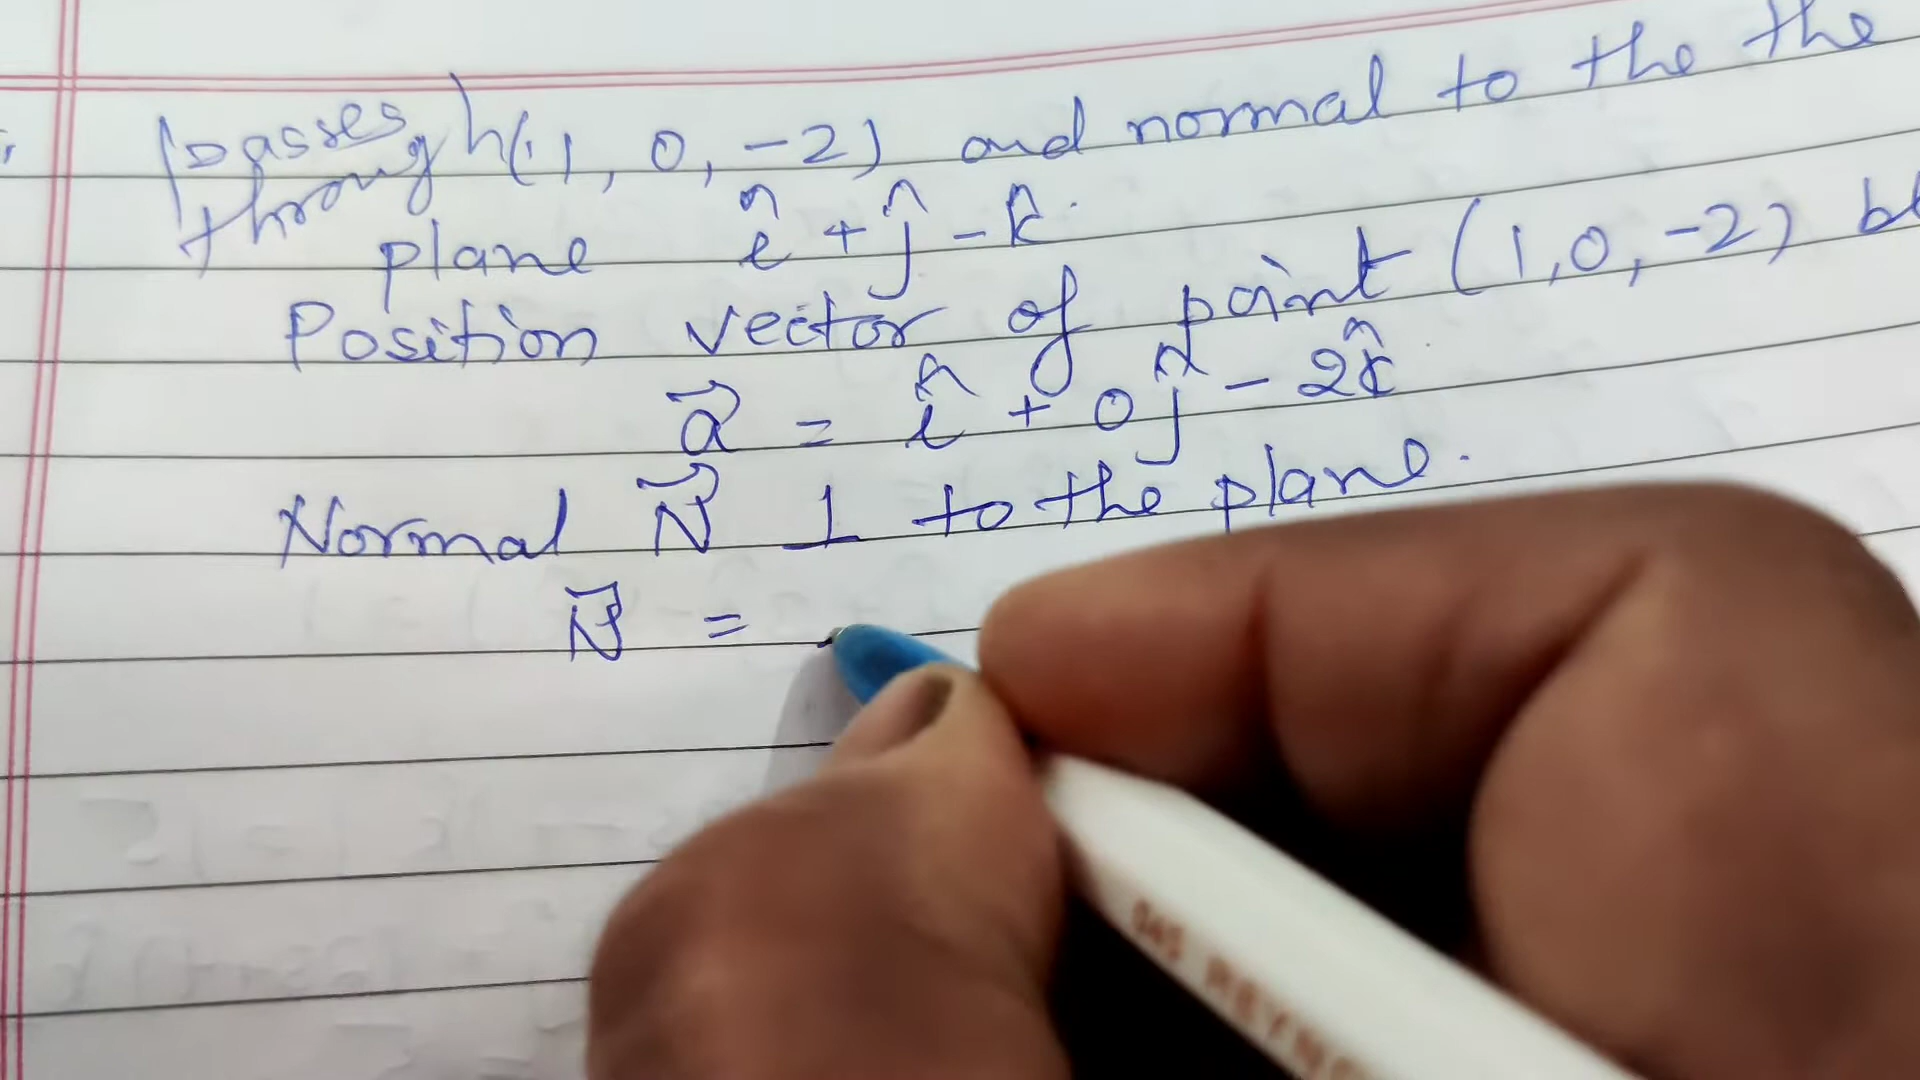 passes through (1, 0, -2) and normal to the the
plane î + ĵ - k̂.
Position vector of point (1, 0, -2)
a⃗ = î + 0ĵ - 2k̂
Normal N⃗ ⊥ to the plane.
N⃗ =
045